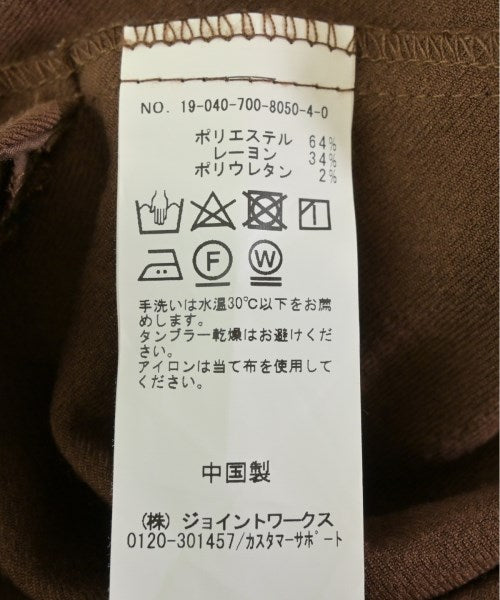 NO. 19-040-700-8050-4-0
ポリエステル 64%
レーヨン 34%
ポリウレタン 2%
F W
手洗いは水温30℃以下をお薦
めします。
タンブラー乾燥はお避けくだ
さい。
アイロンは当て布を使用して
ください。
中国製
(株) ジョイントワークス
0120-301457/カスタマーサポート